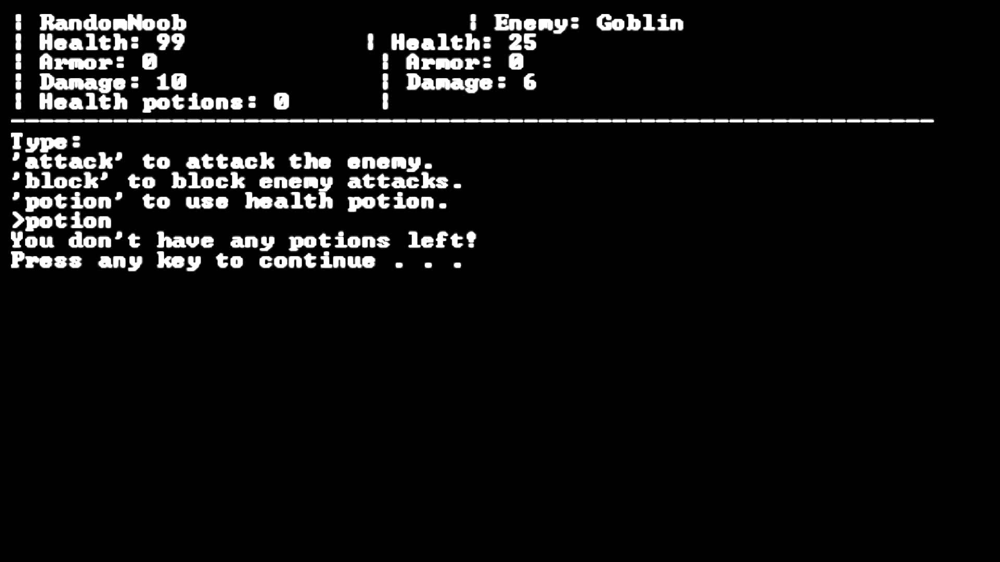 | RandomNoob | Enemy: Goblin
| Health: 99 | Health: 25
| Armor: 0 | Armor: 0
| Damage: 10 | Damage: 6
| Health potions: 0 |
---------------------------------------------------------------
Type:
'attack' to attack the enemy.
'block' to block enemy attacks.
'potion' to use health potion.
>potion
You don't have any potions left!
Press any key to continue . . .